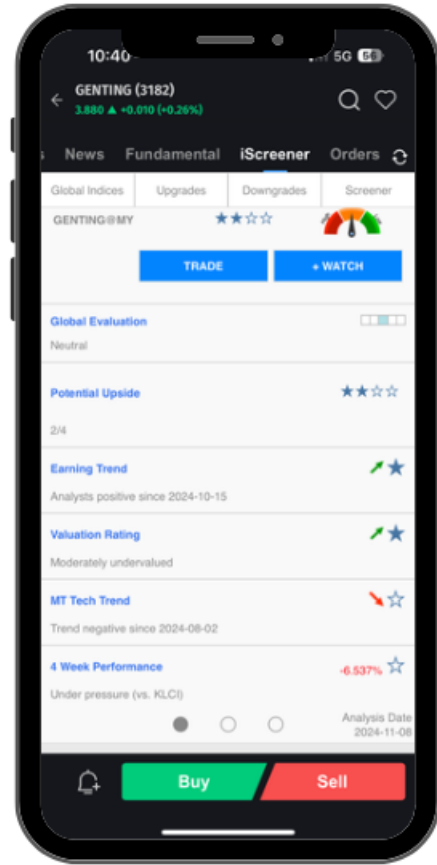 10:40 5G 56
GENTING (3182)
3.880 ▲ +0.010 (+0.26%)
s News Fundamental iScreener Orders
Global Indices Upgrades Downgrades Screener
GENTING@MY
TRADE + WATCH
Global Evaluation
Neutral
Potential Upside
2/4
Earning Trend
Analysts positive since 2024-10-15
Valuation Rating
Moderately undervalued
MT Tech Trend
Trend negative since 2024-08-02
4 Week Performance -6.537%
Under pressure (vs. KLCI)
Analysis Date
2024-11-08
Buy Sell